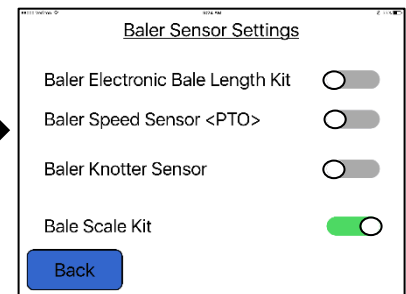 Baler Sensor Settings
Baler Electronic Bale Length Kit
Baler Speed Sensor <PTO>
Baler Knotter Sensor
Bale Scale Kit
Back